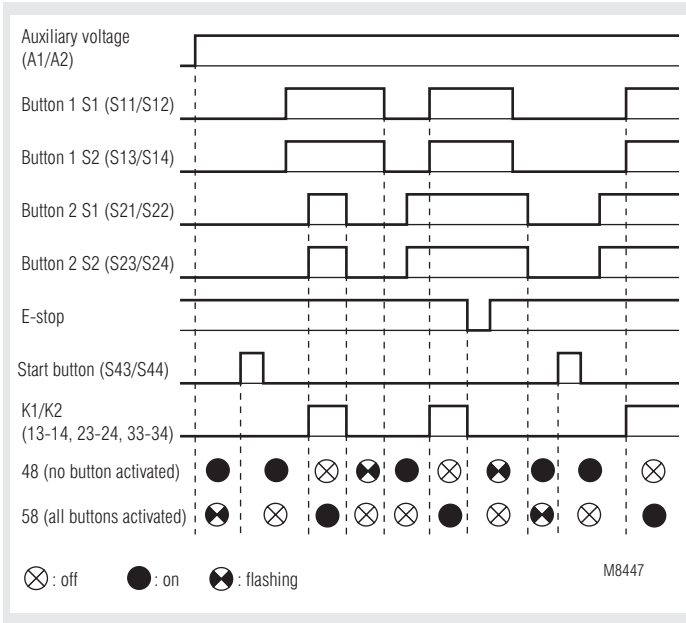 Auxiliary voltage
(A1/A2)
Button 1 S1 (S11/S12)
Button 1 S2 (S13/S14)
Button 2 S1 (S21/S22)
Button 2 S2 (S23/S24)
E-stop
Start button (S43/S44)
K1/K2
(13-14, 23-24, 33-34)
48 (no button activated)
58 (all buttons activated)
: off : on : flashing
M8447